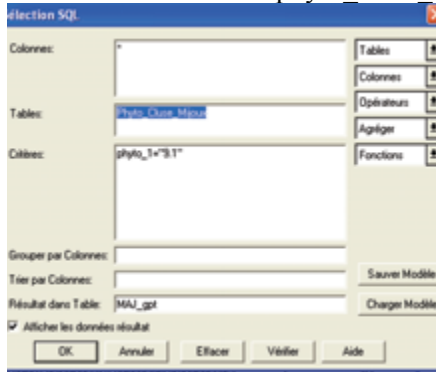 élection SQL
Colonnes: *
Tables
Colonnes
Opérateurs
Tables: Phyto_Cluse_Mijoux
Agréger
Critères: phyto_1="9.1"
Fonctions
Grouper par Colonnes:
Trier par Colonnes:
Sauver Modèle
Résultat dans Table: MAJ_gpt
Charger Modèle
Afficher les données résultat
OK Annuler Effacer Vérifier Aide